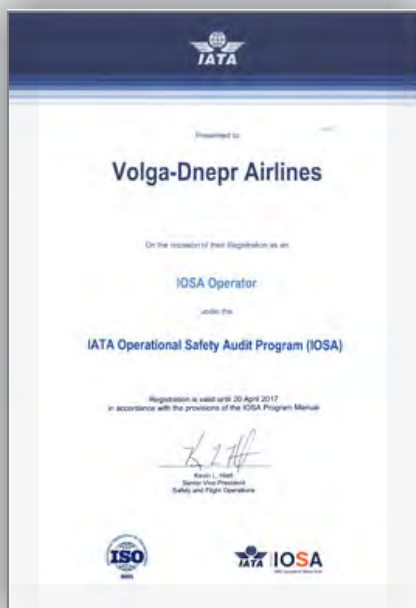 IATA
Presented to
Volga-Dnepr Airlines
On the occasion of their Registration as an
IOSA Operator
under the
IATA Operational Safety Audit Program (IOSA)
Registration is valid until 20 April 2017
in accordance with the provisions of the IOSA Program Manual
Kevin L. Hiatt
Senior Vice President
Safety and Flight Operations
ISO
9001
IATA
IOSA